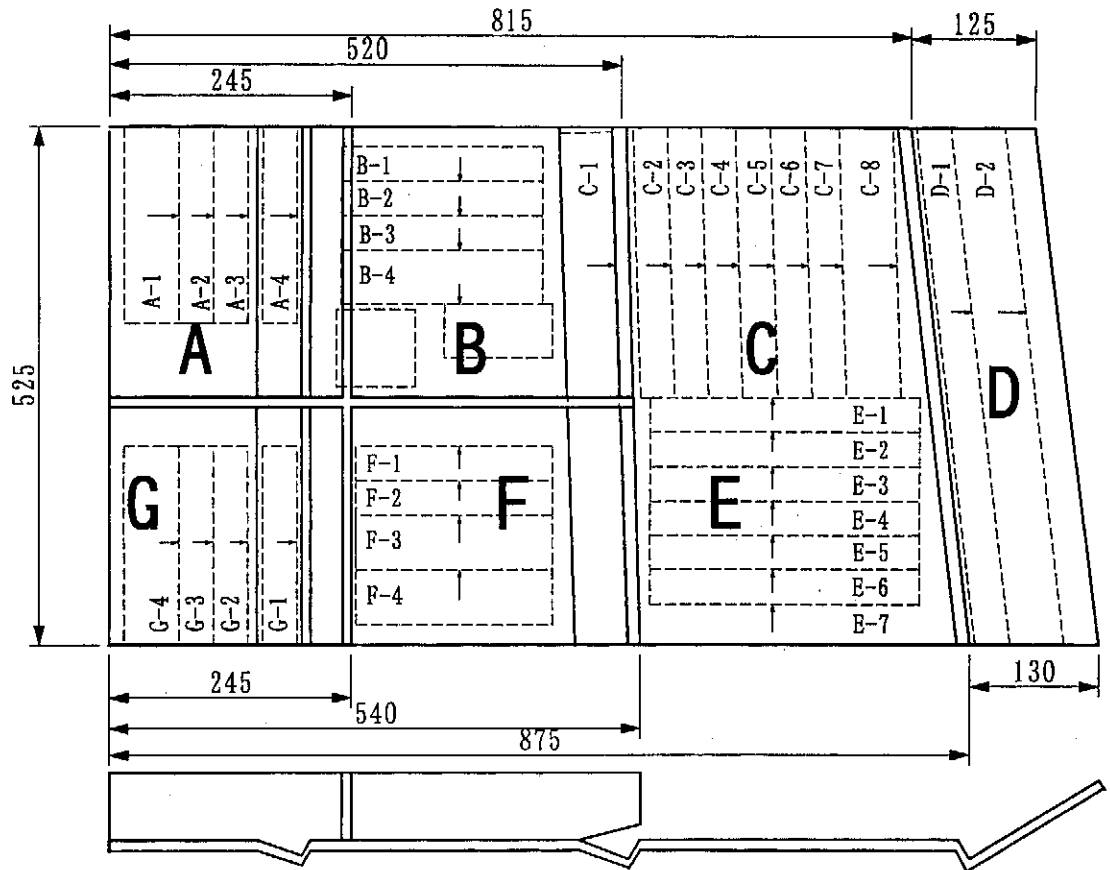 815
125
520
245
525
B-1
B-2
B-3
B-4
A-1
A-2
A-3
A-4
C-1
C-2
C-3
C-4
C-5
C-6
C-7
C-8
D-1
D-2
A
B
C
D
E-1
E-2
E-3
E-4
E-5
E-6
E-7
G
F
E
F-1
F-2
F-3
F-4
G-4
G-3
G-2
G-1
245
130
540
875